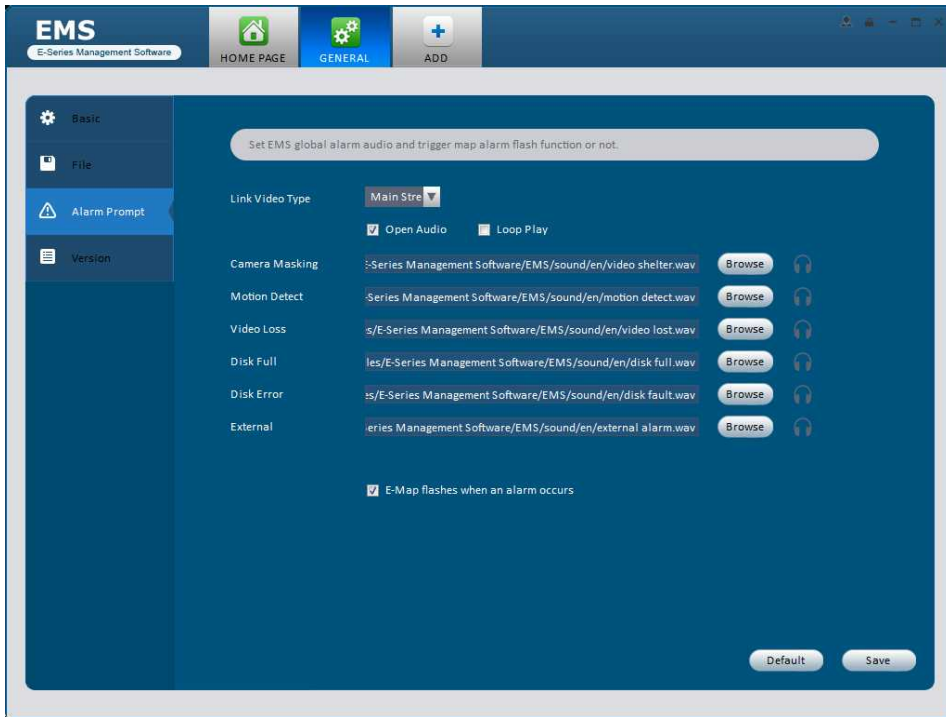 EMS
E-Series Management Software
HOME PAGE
GENERAL
ADD
Basic
File
Alarm Prompt
Version
Set EMS global alarm audio and trigger map alarm flash function or not.
Link Video Type Main Stre
Open Audio Loop Play
Camera Masking E-Series Management Software/EMS/sound/en/video shelter.wav Browse
Motion Detect -Series Management Software/EMS/sound/en/motion detect.wav Browse
Video Loss s/E-Series Management Software/EMS/sound/en/video lost.wav Browse
Disk Full les/E-Series Management Software/EMS/sound/en/disk full.wav Browse
Disk Error es/E-Series Management Software/EMS/sound/en/disk fault.wav Browse
External eries Management Software/EMS/sound/en/external alarm.wav Browse
E-Map flashes when an alarm occurs
Default Save